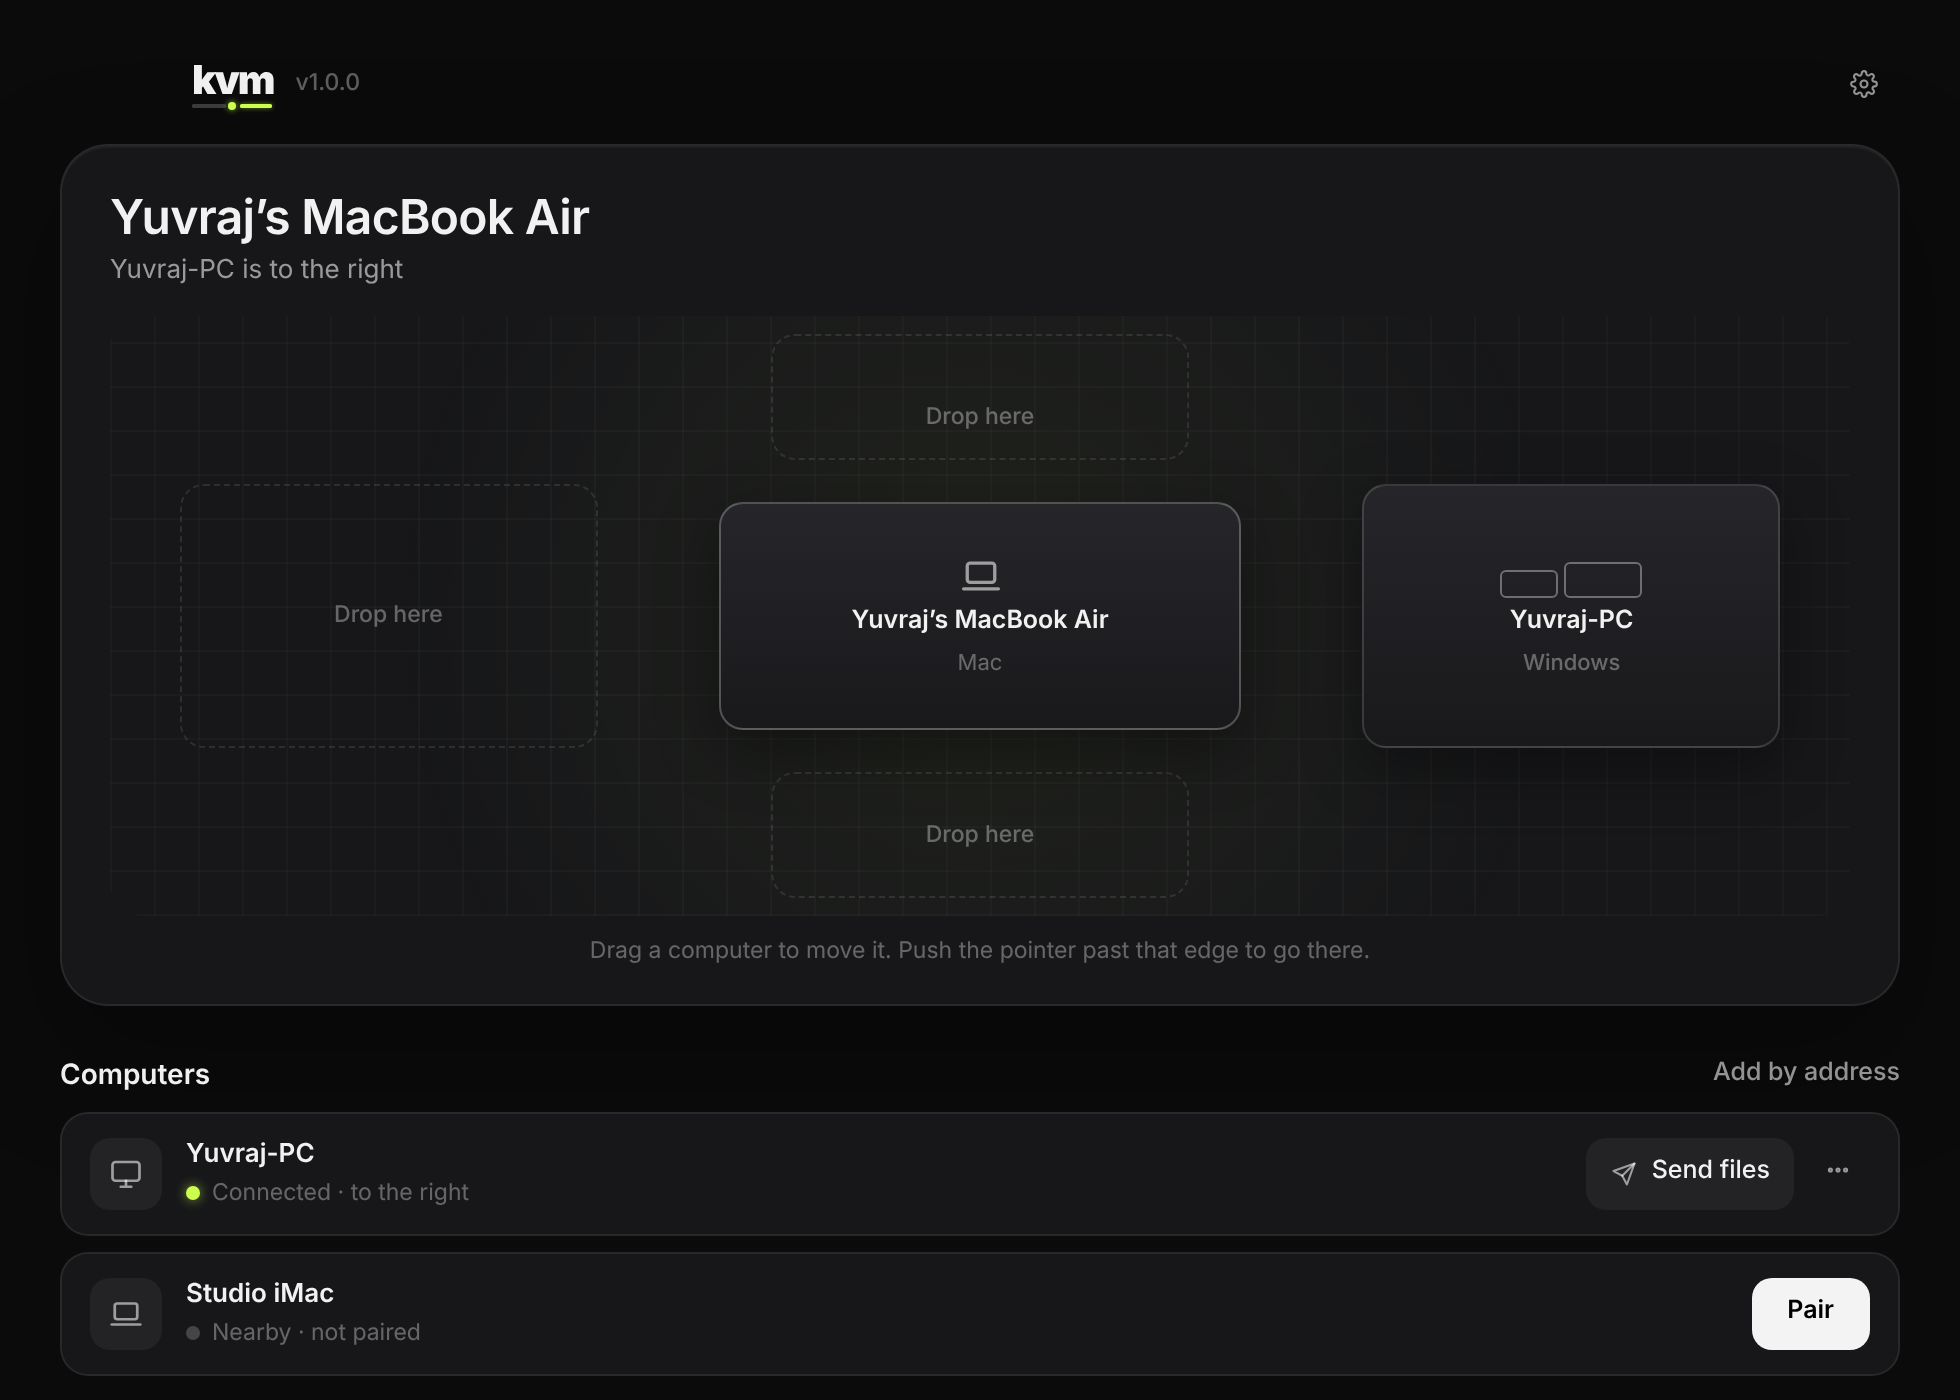 kvm v1.0.0
Yuvraj’s MacBook Air
Yuvraj-PC is to the right
Drop here
Drop here
Yuvraj’s MacBook Air
Mac
Yuvraj-PC
Windows
Drop here
Drag a computer to move it. Push the pointer past that edge to go there.
Computers
Add by address
Yuvraj-PC
Connected · to the right
Send files
Studio iMac
Nearby · not paired
Pair